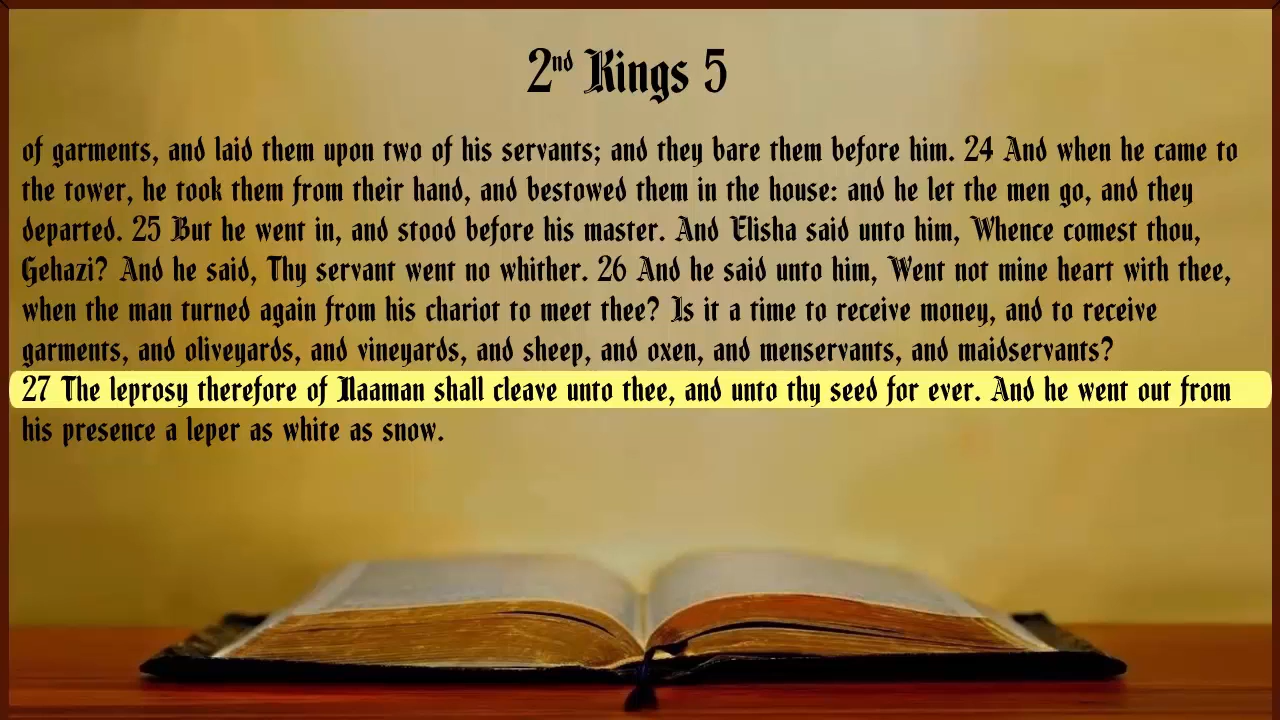 2nd Kings 5
of garments, and laid them upon two of his servants; and they bare them before him. 24 And when he came to
the tower, he took them from their hand, and bestowed them in the house: and he let the men go, and they
departed. 25 But he went in, and stood before his master. And Elisha said unto him, Whence comest thou,
Gehazi? And he said, Thy servant went no whither. 26 And he said unto him, Went not mine heart with thee,
when the man turned again from his chariot to meet thee? Is it a time to receive money, and to receive
garments, and oliveyards, and vineyards, and sheep, and oxen, and menservants, and maidservants?
27 The leprosy therefore of Naaman shall cleave unto thee, and unto thy seed for ever. And he went out from
his presence a leper as white as snow.